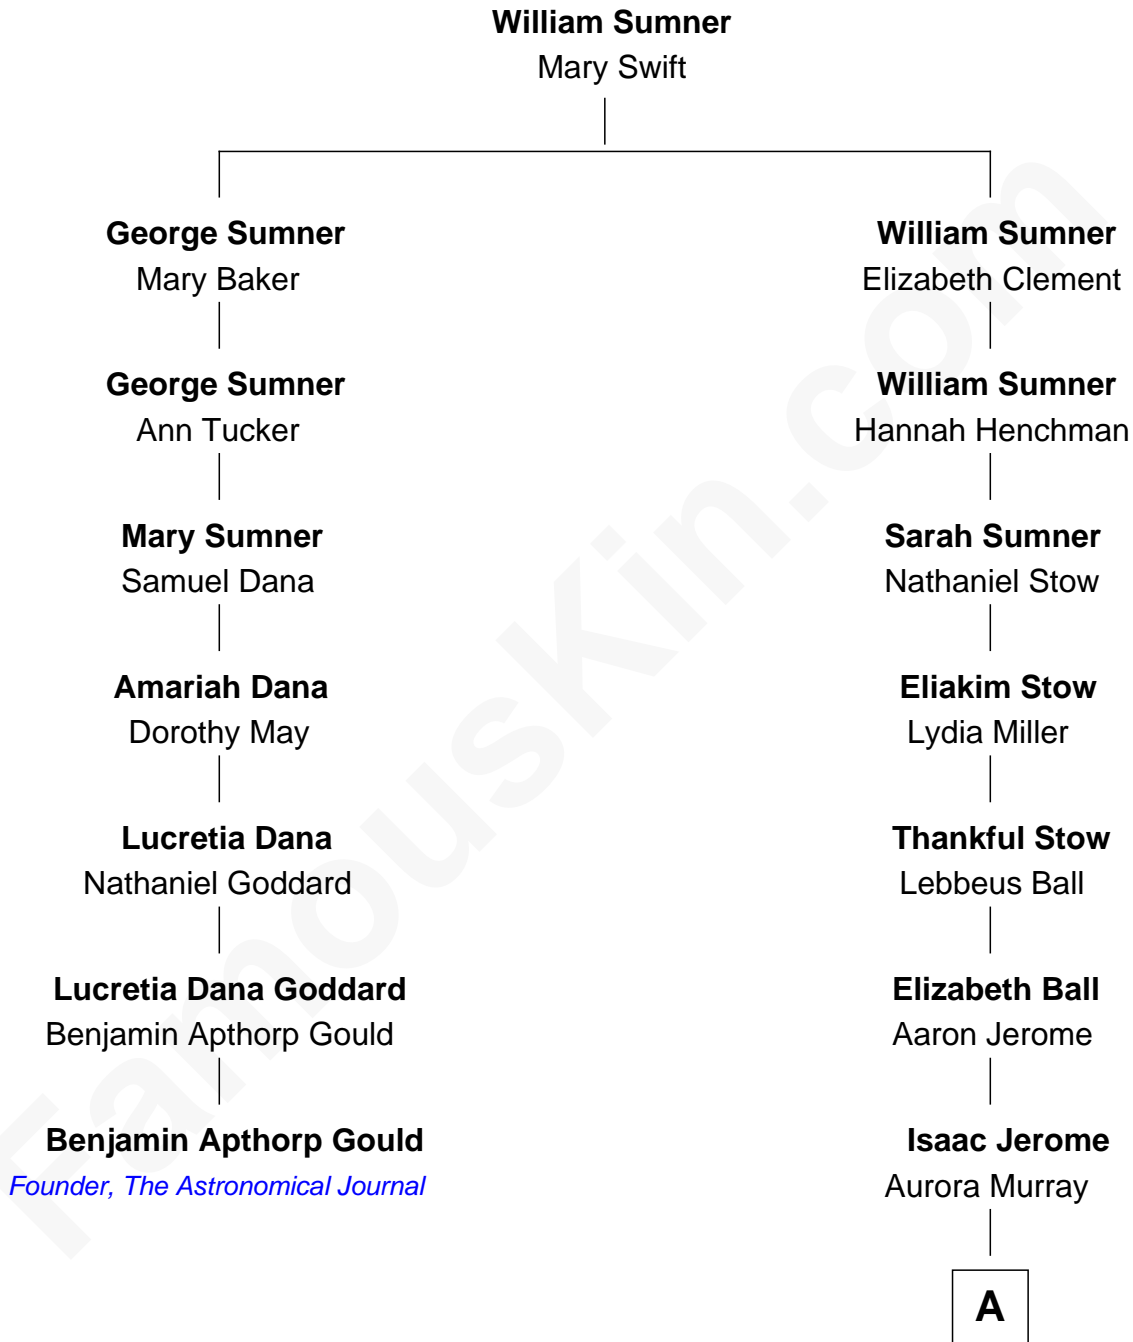 William Sumner
Mary Swift
George Sumner
Mary Baker
William Sumner
Elizabeth Clement
George Sumner
Ann Tucker
William Sumner
Hannah Henchman
Mary Sumner
Samuel Dana
Sarah Sumner
Nathaniel Stow
Amariah Dana
Dorothy May
Eliakim Stow
Lydia Miller
Lucretia Dana
Nathaniel Goddard
Thankful Stow
Lebbeus Ball
Lucretia Dana Goddard
Benjamin Apthorp Gould
Elizabeth Ball
Aaron Jerome
Benjamin Apthorp Gould
Founder, The Astronomical Journal
Isaac Jerome
Aurora Murray
A
FamousKin.com